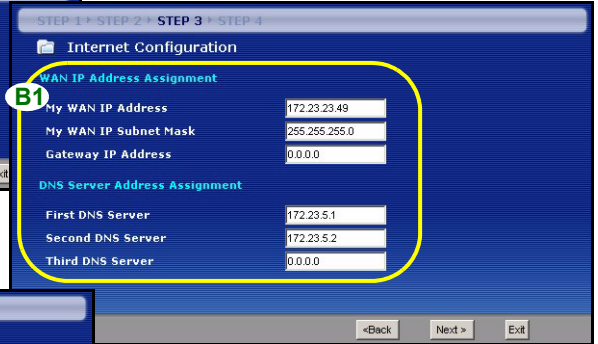 STEP 1 › STEP 2 › STEP 3 › STEP 4
Internet Configuration
WAN IP Address Assignment
B1
My WAN IP Address 172.23.23.49
My WAN IP Subnet Mask 255.255.255.0
Gateway IP Address 0.0.0.0
DNS Server Address Assignment
First DNS Server 172.23.5.1
Second DNS Server 172.23.5.2
Third DNS Server 0.0.0.0
<Back Next > Exit